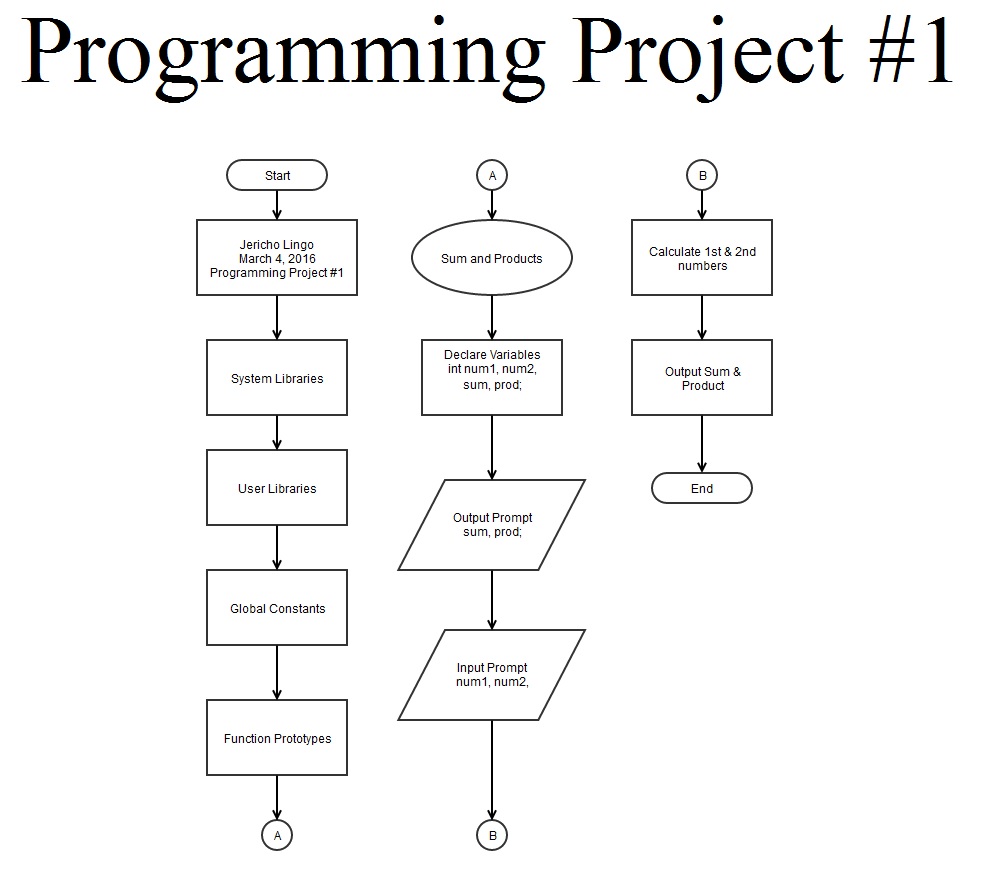 Programming Project #1
Start
Jericho Lingo
March 4, 2016
Programming Project #1
System Libraries
User Libraries
Global Constants
Function Prototypes
A
A
Sum and Products
Declare Variables
int num1, num2,
sum, prod;
Output Prompt
sum, prod;
Input Prompt
num1, num2,
B
B
Calculate 1st & 2nd
numbers
Output Sum &
Product
End